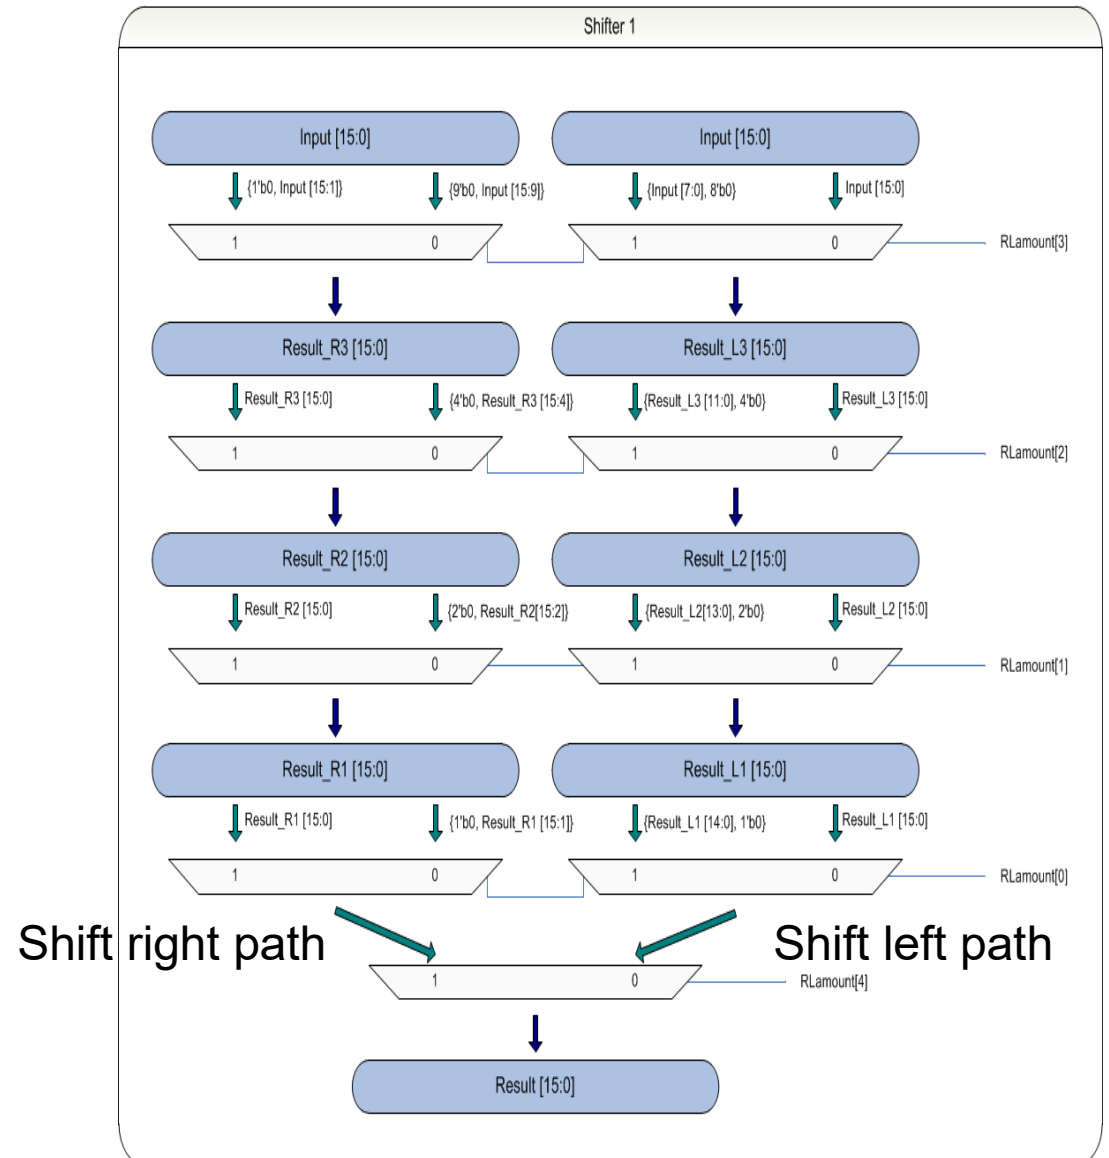 Shifter 1
Input [15:0] Input [15:0]
{1'b0, Input [15:1]} {9'b0, Input [15:9]} {Input [7:0], 8'b0} Input [15:0]
1 0 1 0 RLamount[3]
Result_R3 [15:0] Result_L3 [15:0]
Result_R3 [15:0] {4'b0, Result_R3 [15:4]} {Result_L3 [11:0], 4'b0} Result_L3 [15:0]
1 0 1 0 RLamount[2]
Result_R2 [15:0] Result_L2 [15:0]
Result_R2 [15:0] {2'b0, Result_R2[15:2]} {Result_L2[13:0], 2'b0} Result_L2 [15:0]
1 0 1 0 RLamount[1]
Result_R1 [15:0] Result_L1 [15:0]
Result_R1 [15:0] {1'b0, Result_R1 [15:1]} {Result_L1 [14:0], 1'b0} Result_L1 [15:0]
1 0 1 0 RLamount[0]
Shift right path Shift left path
1 0 RLamount[4]
Result [15:0]